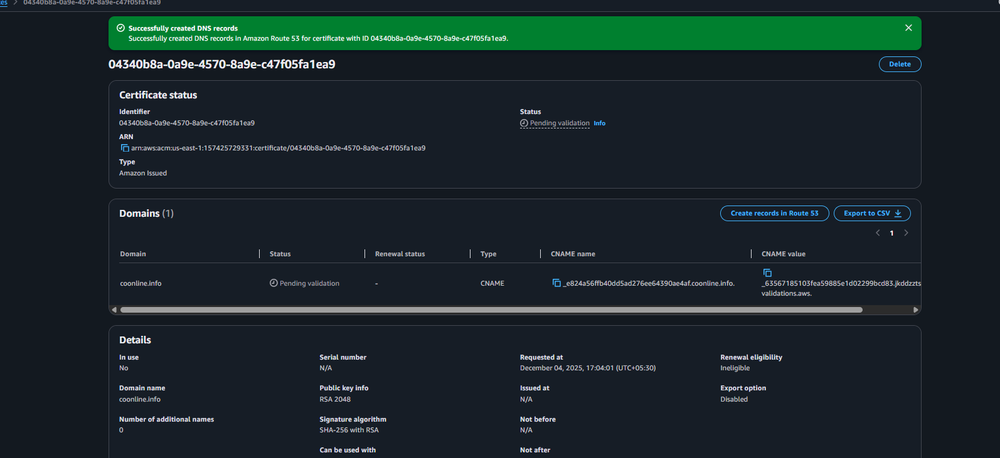 04340b8a-0a9e-4570-8a9e-c47f05fa1ea9
Successfully created DNS records
Successfully created DNS records in Amazon Route 53 for certificate with ID 04340b8a-0a9e-4570-8a9e-c47f05fa1ea9.
04340b8a-0a9e-4570-8a9e-c47f05fa1ea9
Delete
Certificate status
Identifier
04340b8a-0a9e-4570-8a9e-c47f05fa1ea9
ARN
arn:aws:acm:us-east-1:157425729331:certificate/04340b8a-0a9e-4570-8a9e-c47f05fa1ea9
Type
Amazon Issued
Status
Pending validation Info
Domains (1)
Create records in Route 53
Export to CSV
1
Domain Status Renewal status Type CNAME name CNAME value
coonline.info Pending validation - CNAME _e824a56ffb40dd5ad276ee64390ae4af.coonline.info. _63567185103fea59885e1d02299bcd83.jkddzzts
validations.aws.
Details
In use
No
Domain name
coonline.info
Number of additional names
0
Serial number
N/A
Public key info
RSA 2048
Signature algorithm
SHA-256 with RSA
Can be used with
Requested at
December 04, 2025, 17:04:01 (UTC+05:30)
Issued at
N/A
Not before
N/A
Not after
Renewal eligibility
Ineligible
Export option
Disabled